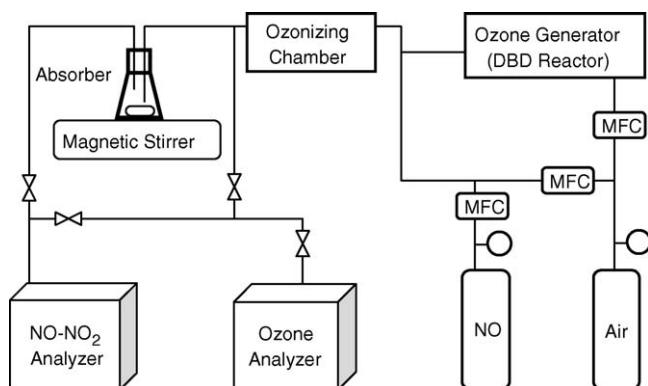 Ozonizing
Chamber
Ozone Generator
(DBD Reactor)
Absorber
Magnetic Stirrer
MFC
MFC
MFC
NO-NO₂
Analyzer
Ozone
Analyzer
NO
Air